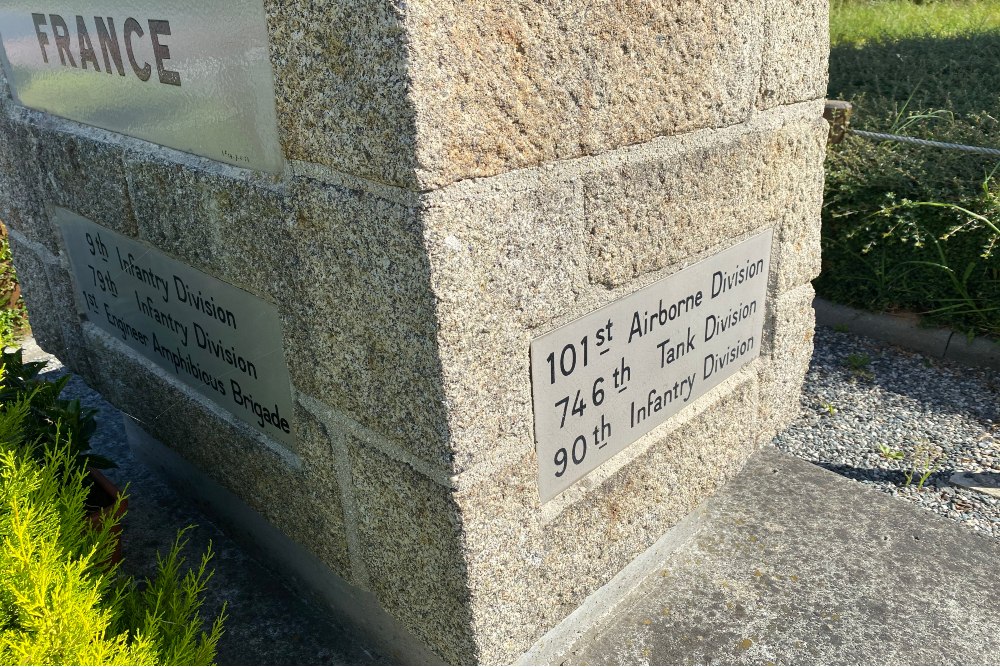 FRANCE
9th Infantry Division
79th Infantry Division
1st Engineer Amphibious Brigade
101st Airborne Division
746th Tank Division
90th Infantry Division